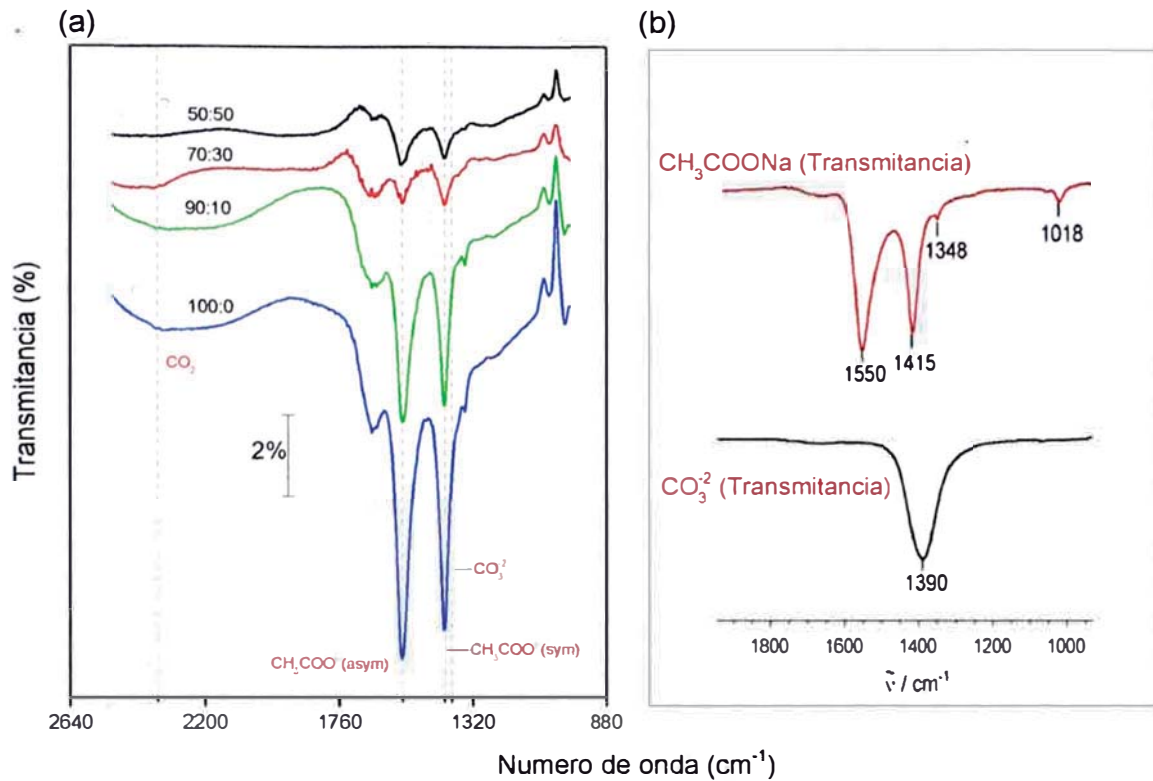 (a)
50:50
70:30
90:10
100:0
CO₂
2%
CO₃⁻²
CH₃COO⁻(sym)
CH₃COO⁻(asym)
Transmitancia (%)
2640 2200 1760 1320 880
(b)
CH₃COONa (Transmitancia)
1550
1415
1348
1018
CO₃⁻² (Transmitancia)
1390
1800 1600 1400 1200 1000
ṽ / cm⁻¹
Numero de onda (cm⁻¹)